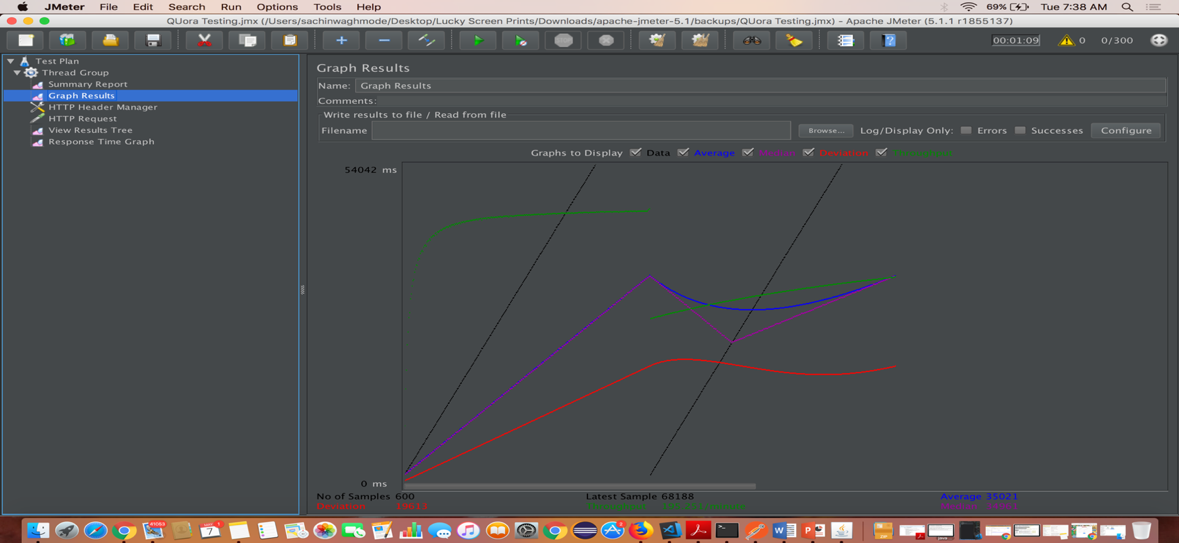 JMeter File Edit Search Run Options Tools Help 69% Tue 7:38 AM
QUora Testing.jmx (/Users/sachinwaghmode/Desktop/Lucky Screen Prints/Downloads/apache-jmeter-5.1/backups/QUora Testing.jmx) - Apache JMeter (5.1.1 r1855137)
00:01:09 0 0/300
Test Plan
Thread Group
Summary Report
Graph Results
HTTP Header Manager
HTTP Request
View Results Tree
Response Time Graph
Graph Results
Name: Graph Results
Comments:
Write results to file / Read from file
Filename Browse... Log/Display Only: Errors Successes Configure
Graphs to Display Data Average Median Deviation Throughput
54042 ms
0 ms
No of Samples 600 Latest Sample 68188 Average 35021
Deviation Throughput Median